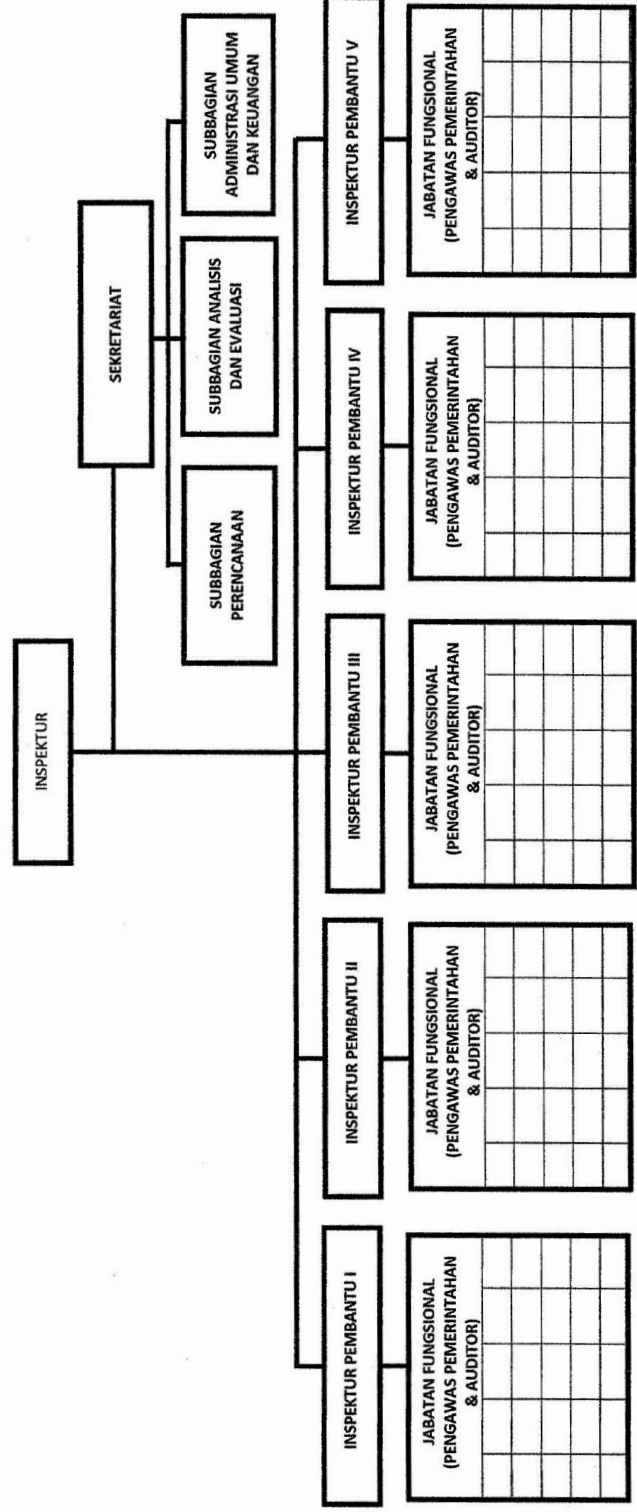 INSPEKTUR
SEKRETARIAT
SUBBAGIAN
PERENCANAAN
SUBBAGIAN ANALISIS
DAN EVALUASI
SUBBAGIAN
ADMINISTRASI UMUM
DAN KEUANGAN
INSPEKTUR PEMBANTU I
INSPEKTUR PEMBANTU II
INSPEKTUR PEMBANTU III
INSPEKTUR PEMBANTU IV
INSPEKTUR PEMBANTU V
JABATAN FUNGSIONAL
(PENGAWAS PEMERINTAHAN
& AUDITOR)
JABATAN FUNGSIONAL
(PENGAWAS PEMERINTAHAN
& AUDITOR)
JABATAN FUNGSIONAL
(PENGAWAS PEMERINTAHAN
& AUDITOR)
JABATAN FUNGSIONAL
(PENGAWAS PEMERINTAHAN
& AUDITOR)
JABATAN FUNGSIONAL
(PENGAWAS PEMERINTAHAN
& AUDITOR)